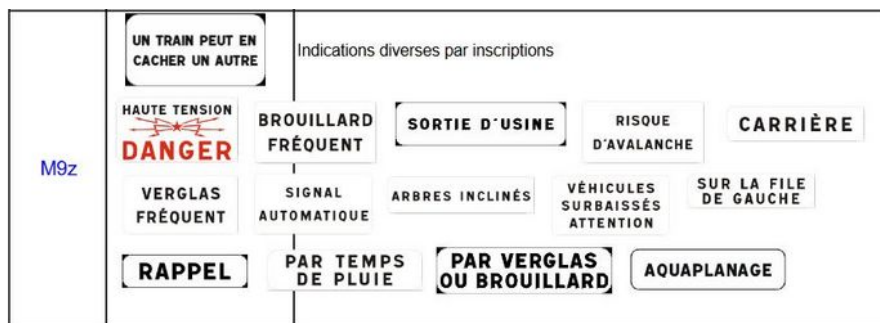 UN TRAIN PEUT EN
CACHER UN AUTRE
Indications diverses par inscriptions
M9z
HAUTE TENSION
DANGER
BROUILLARD
FRÉQUENT
SORTIE D'USINE
RISQUE
D'AVALANCHE
CARRIÈRE
VERGLAS
FRÉQUENT
SIGNAL
AUTOMATIQUE
ARBRES INCLINÉS
VÉHICULES
SURBAISSÉS
ATTENTION
SUR LA FILE
DE GAUCHE
RAPPEL
PAR TEMPS
DE PLUIE
PAR VERGLAS
OU BROUILLARD
AQUAPLANAGE